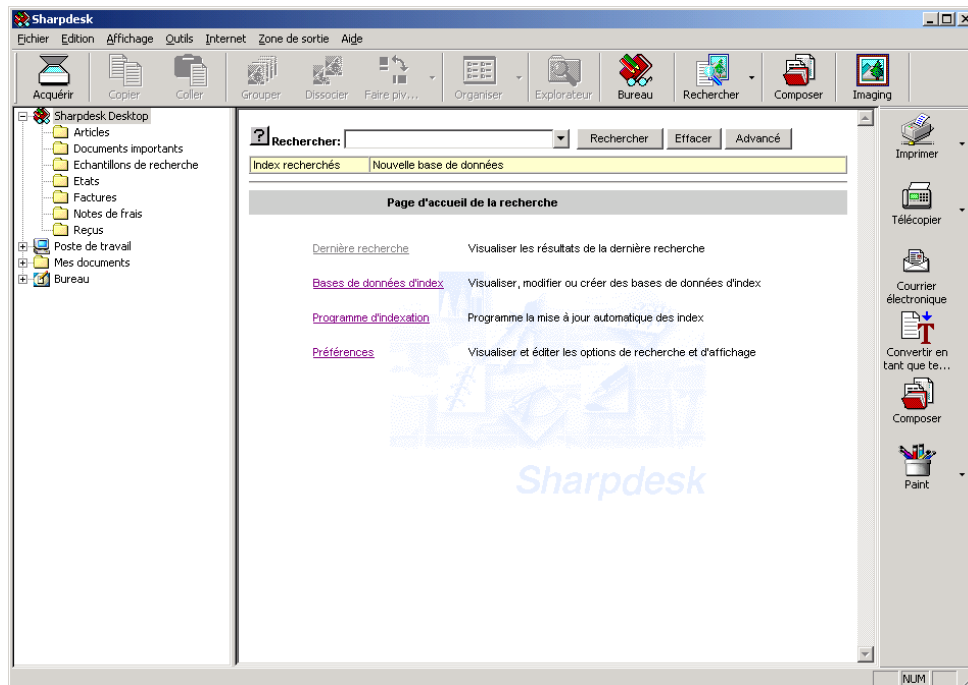 Sharpdesk
Fichier Edition Affichage Outils Internet Zone de sortie Aide
Acquérir Copier Coller Grouper Dissocier Faire piv... Organiser Explorateur Bureau Rechercher Composer Imaging
Sharpdesk Desktop
Articles
Documents importants
Echantillons de recherche
Etats
Factures
Notes de frais
Reçus
Poste de travail
Mes documents
Bureau
? Rechercher: Rechercher Effacer Avancé
Index recherchés Nouvelle base de données
Page d'accueil de la recherche
Dernière recherche Visualiser les résultats de la dernière recherche
Bases de données d'index Visualiser, modifier ou créer des bases de données d'index
Programme d'indexation Programme la mise à jour automatique des index
Préférences Visualiser et éditer les options de recherche et d'affichage
Sharpdesk
Imprimer
Télécopier
Courrier
électronique
Convertir en
tant que te...
Composer
Paint
NUM